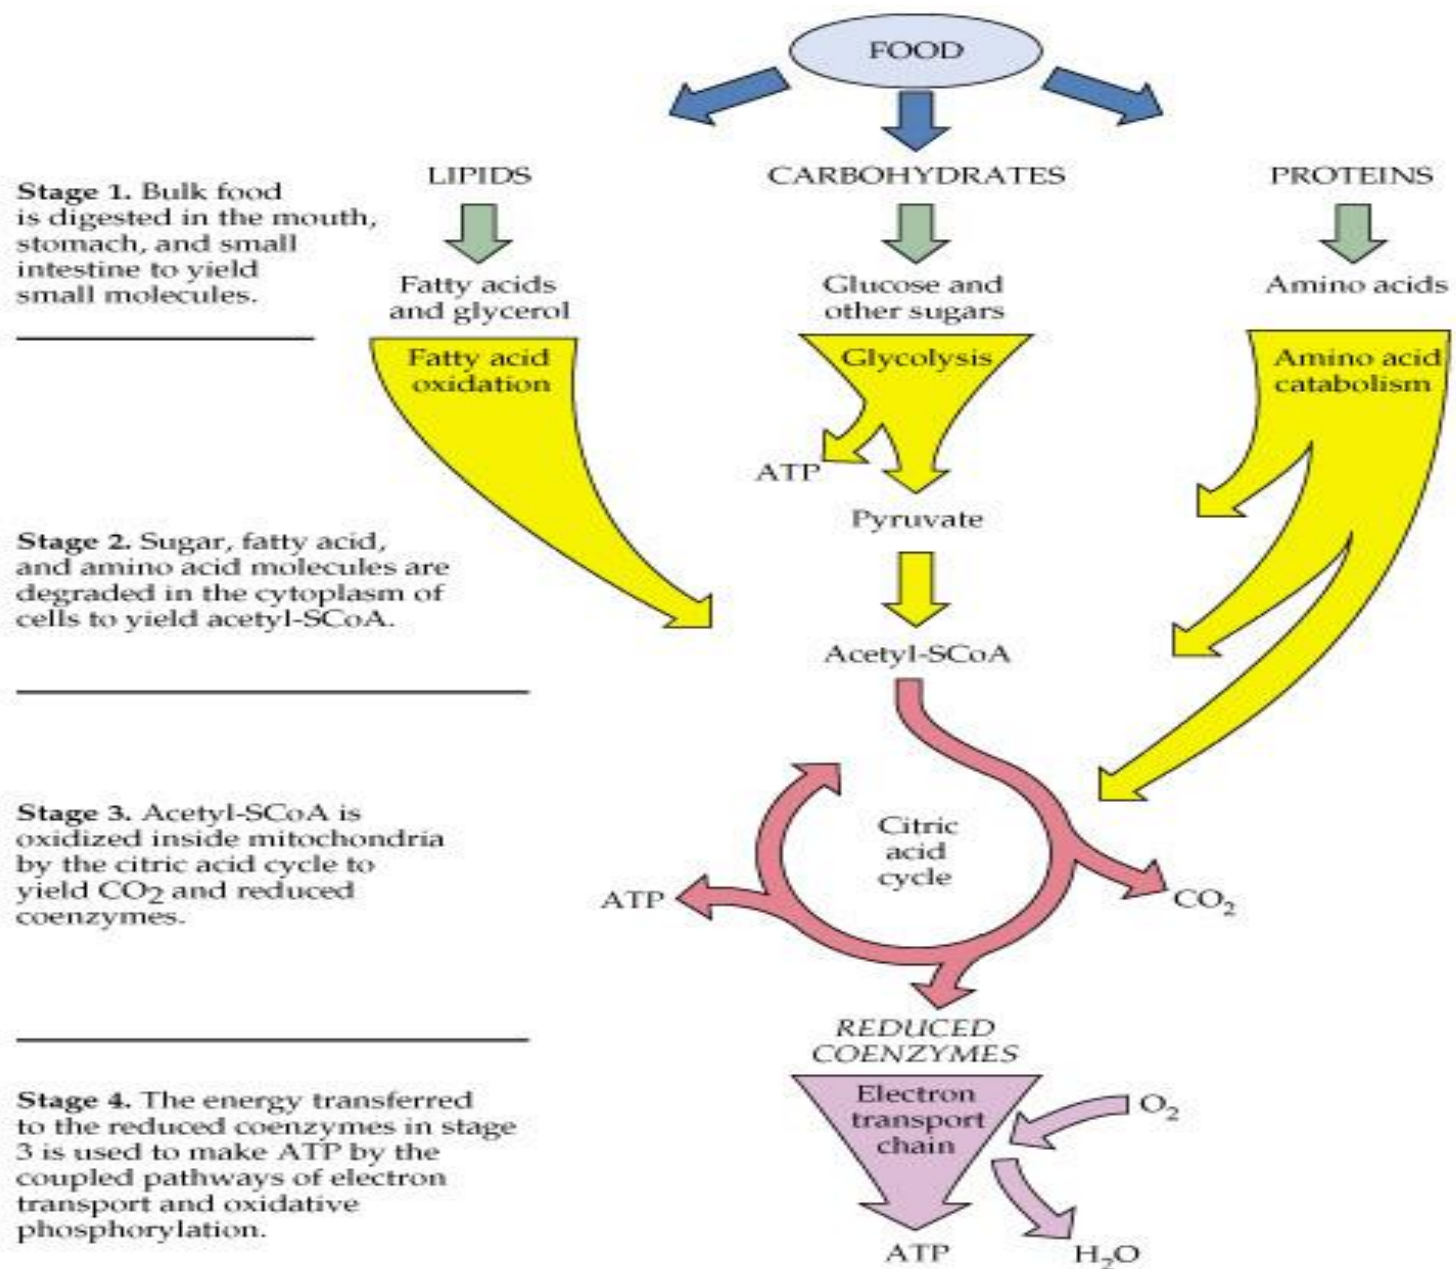 FOOD
LIPIDS
CARBOHYDRATES
PROTEINS
Stage 1. Bulk food
is digested in the mouth,
stomach, and small
intestine to yield
small molecules.
Fatty acids
and glycerol
Glucose and
other sugars
Amino acids
Fatty acid
oxidation
Glycolysis
Amino acid
catabolism
ATP
Pyruvate
Stage 2. Sugar, fatty acid,
and amino acid molecules are
degraded in the cytoplasm of
cells to yield acetyl-SCoA.
Acetyl-SCoA
Stage 3. Acetyl-SCoA is
oxidized inside mitochondria
by the citric acid cycle to
yield CO2 and reduced
coenzymes.
Citric
acid
cycle
ATP
CO2
REDUCED
COENZYMES
Stage 4. The energy transferred
to the reduced coenzymes in stage
3 is used to make ATP by the
coupled pathways of electron
transport and oxidative
phosphorylation.
Electron
transport
chain
O2
ATP
H2O